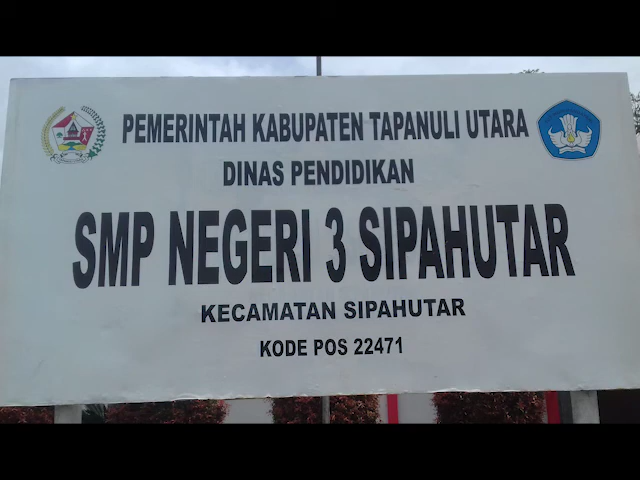 PEMERINTAH KABUPATEN TAPANULI UTARA
DINAS PENDIDIKAN
SMP NEGERI 3 SIPAHUTAR
KECAMATAN SIPAHUTAR
KODE POS 22471